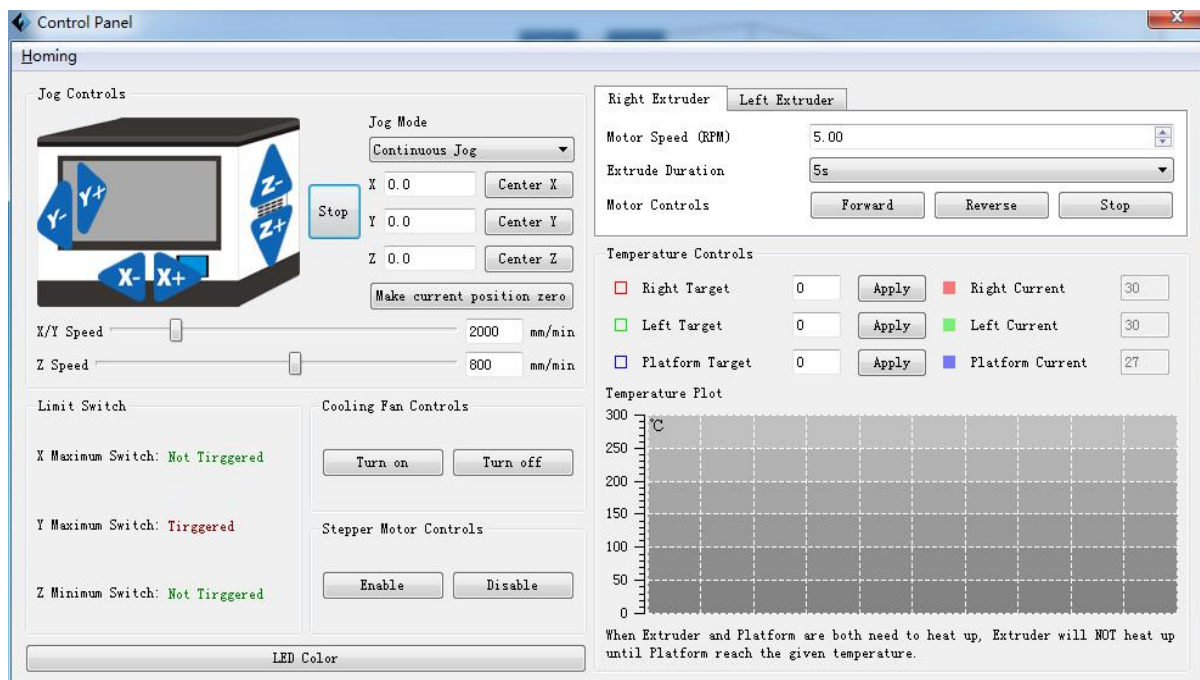 Control Panel
Homing
Jog Controls
Y-
Y+
Z-
Z+
X-
X+
Stop
Jog Mode
Continuous Jog
X 0.0 Center X
Y 0.0 Center Y
Z 0.0 Center Z
Make current position zero
X/Y Speed 2000 mm/min
Z Speed 800 mm/min
Limit Switch
X Maximum Switch: Not Tirggered
Y Maximum Switch: Tirggered
Z Minimum Switch: Not Tirggered
Cooling Fan Controls
Turn on Turn off
Stepper Motor Controls
Enable Disable
LED Color
Right Extruder Left Extruder
Motor Speed (RPM) 5.00
Extrude Duration 5s
Motor Controls Forward Reverse Stop
Temperature Controls
Right Target 0 Apply Right Current 30
Left Target 0 Apply Left Current 30
Platform Target 0 Apply Platform Current 27
Temperature Plot
℃
300
250
200
150
100
50
0
When Extruder and Platform are both need to heat up, Extruder will NOT heat up
until Platform reach the given temperature.